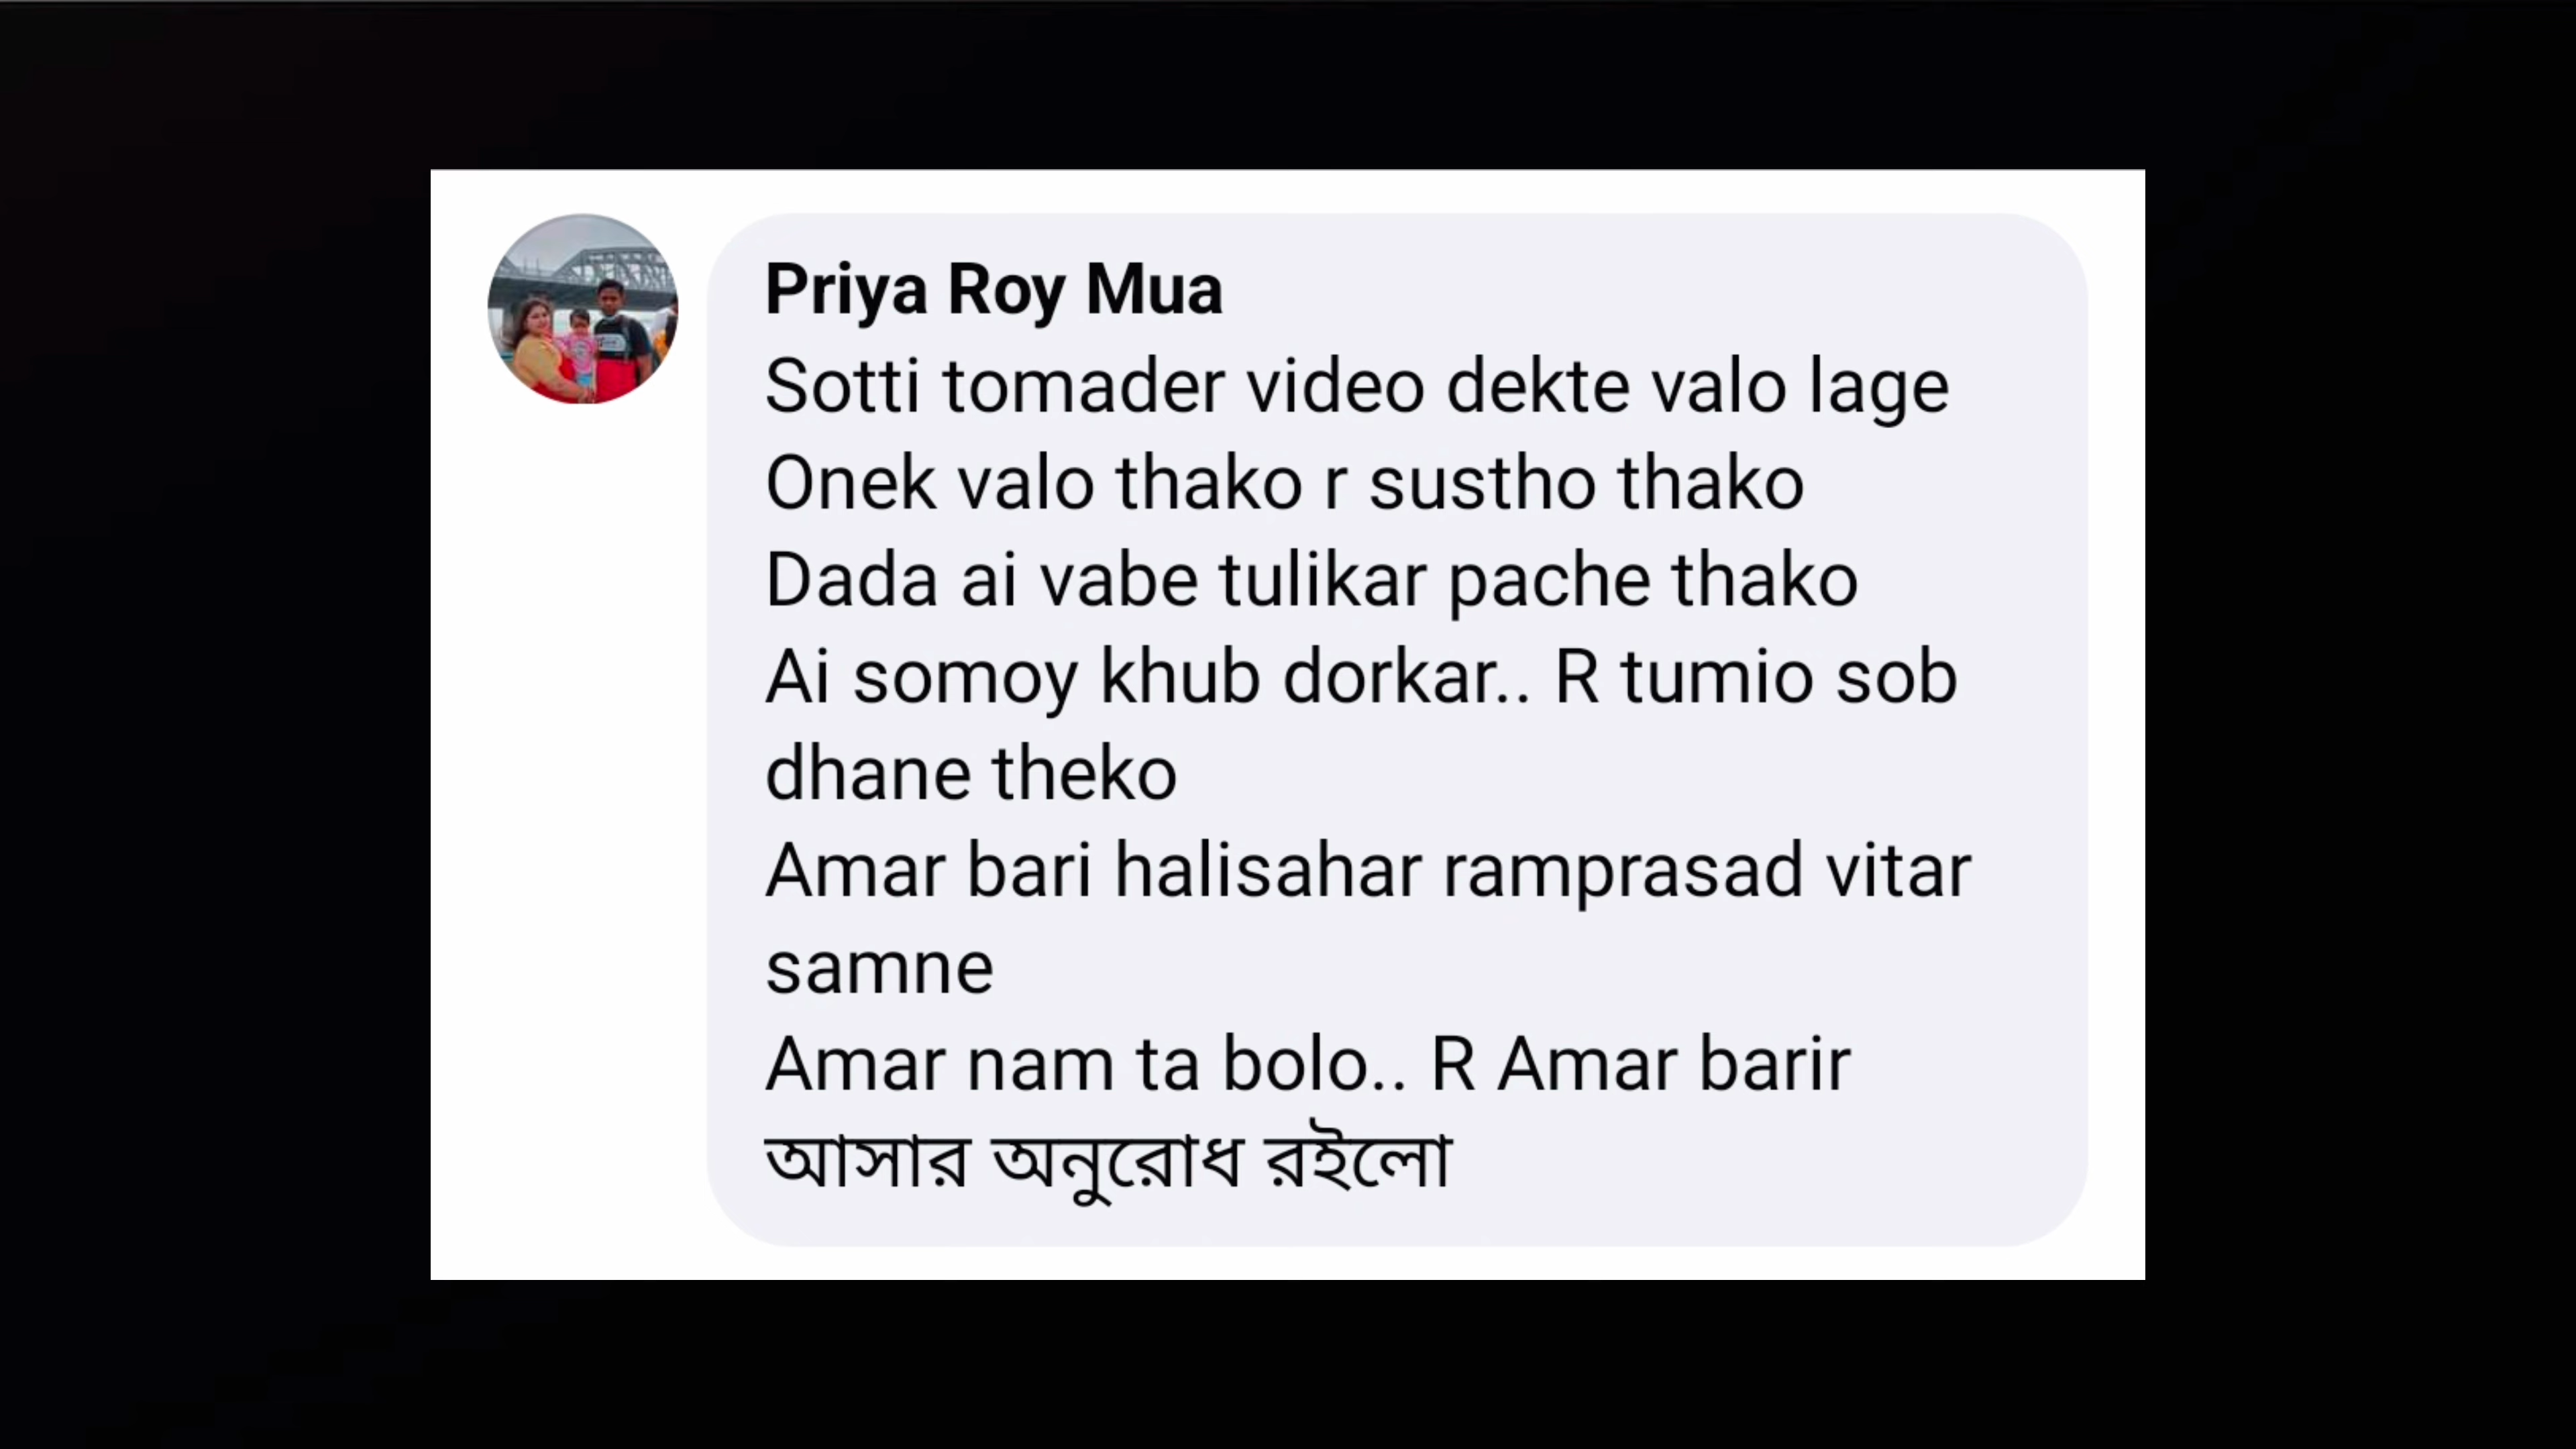 Priya Roy Mua
Sotti tomader video dekte valo lage
Onek valo thako r sustho thako
Dada ai vabe tulikar pache thako
Ai somoy khub dorkar.. R tumio sob
dhane theko
Amar bari halisahar ramprasad vitar
samne
Amar nam ta bolo.. R Amar barir
আসার অনুরোধ রইলো